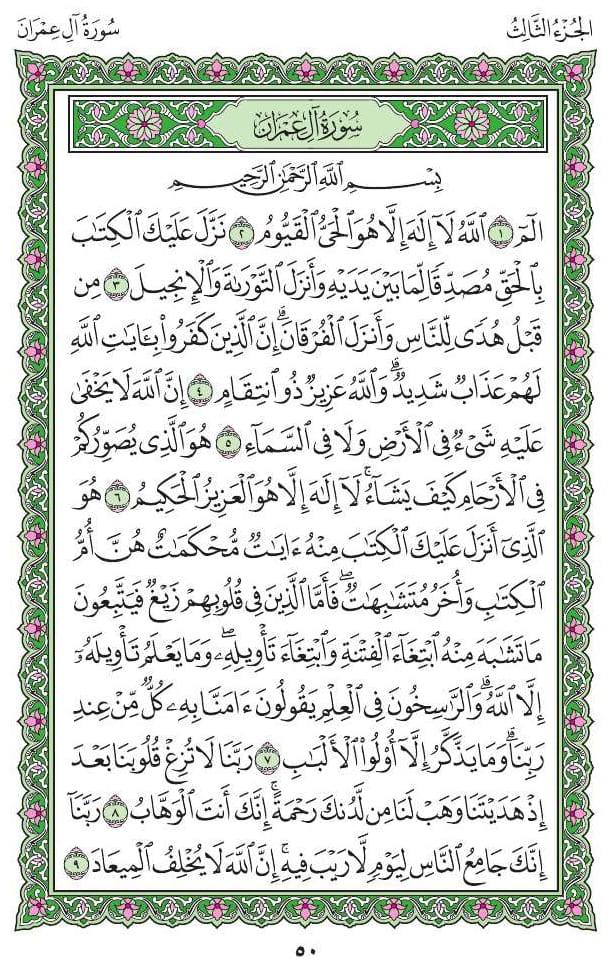 الجُزْءُ الثَّالِثُ
سُورَةُ آلِ عِمْرَانَ
سُورَةُ آلِ عِمْرَانَ
بِسْمِ ٱللَّهِ ٱلرَّحْمَٰنِ ٱلرَّحِيمِ
الٓمٓ ١ ٱللَّهُ لَآ إِلَٰهَ إِلَّا هُوَ ٱلْحَىُّ ٱلْقَيُّومُ ٢ نَزَّلَ عَلَيْكَ ٱلْكِتَٰبَ
بِٱلْحَقِّ مُصَدِّقًا لِّمَا بَيْنَ يَدَيْهِ وَأَنزَلَ ٱلتَّوْرَىٰةَ وَٱلْإِنجِيلَ ٣ مِن
قَبْلُ هُدًى لِّلنَّاسِ وَأَنزَلَ ٱلْفُرْقَانَۗ إِنَّ ٱلَّذِينَ كَفَرُوا۟ بِـَٔايَٰتِ ٱللَّهِ
لَهُمْ عَذَابٌ شَدِيدٌۗ وَٱللَّهُ عَزِيزٌ ذُو ٱنتِقَامٍ ٤ إِنَّ ٱللَّهَ لَا يَخْفَىٰ
عَلَيْهِ شَىْءٌ فِى ٱلْأَرْضِ وَلَا فِى ٱلسَّمَآءِ ٥ هُوَ ٱلَّذِى يُصَوِّرُكُمْ
فِى ٱلْأَرْحَامِ كَيْفَ يَشَآءُۚ لَآ إِلَٰهَ إِلَّا هُوَ ٱلْعَزِيزُ ٱلْحَكِيمُ ٦ هُوَ
ٱلَّذِىٓ أَنزَلَ عَلَيْكَ ٱلْكِتَٰبَ مِنْهُ ءَايَٰتٌ مُّحْكَمَٰتٌ هُنَّ أُمُّ
ٱلْكِتَٰبِ وَأُخَرُ مُتَشَٰبِهَٰتٌۖ فَأَمَّا ٱلَّذِينَ فِى قُلُوبِهِمْ زَيْغٌ فَيَتَّبِعُونَ
مَا تَشَٰبَهَ مِنْهُ ٱبْتِغَآءَ ٱلْفِتْنَةِ وَٱبْتِغَآءَ تَأْوِيلِهِۦۖ وَمَا يَعْلَمُ تَأْوِيلَهُۥٓ
إِلَّا ٱللَّهُۗ وَٱلرَّٰسِخُونَ فِى ٱلْعِلْمِ يَقُولُونَ ءَامَنَّا بِهِۦ كُلٌّ مِّنْ عِندِ
رَبِّنَاۗ وَمَا يَذَّكَّرُ إِلَّآ أُو۟لُوا۟ ٱلْأَلْبَٰبِ ٧ رَبَّنَا لَا تُزِغْ قُلُوبَنَا بَعْدَ
إِذْ هَدَيْتَنَا وَهَبْ لَنَا مِن لَّدُنكَ رَحْمَةًۚ إِنَّكَ أَنتَ ٱلْوَهَّابُ ٨ رَبَّنَآ
إِنَّكَ جَامِعُ ٱلنَّاسِ لِيَوْمٍ لَّا رَيْبَ فِيهِۚ إِنَّ ٱللَّهَ لَا يُخْلِفُ ٱلْمِيعَادَ ٩
٥٠